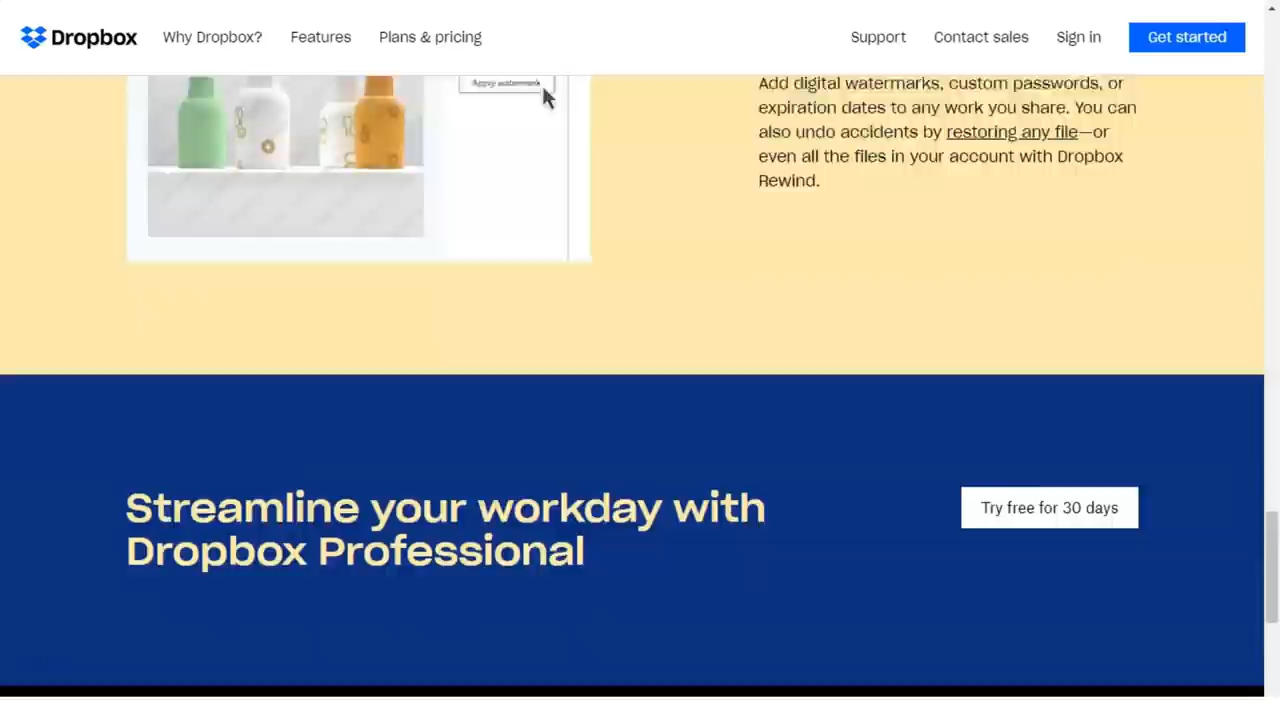 Dropbox Why Dropbox? Features Plans & pricing Support Contact sales Sign in Get started
Apply watermark
Add digital watermarks, custom passwords, or
expiration dates to any work you share. You can
also undo accidents by restoring any file—or
even all the files in your account with Dropbox
Rewind.
Streamline your workday with
Dropbox Professional
Try free for 30 days